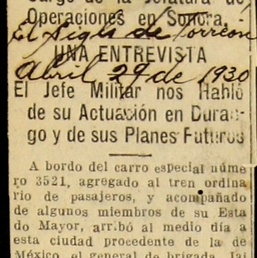 Cargo de la Jefatura de
Operaciones en Sonora.
El Siglo de Torreón
UNA ENTREVISTA
Abril 29 de 1930
El Jefe Militar nos Habló
de su Actuación en Duran-
go y de sus Planes Futuros
A bordo del carro especial núme
ro 3521, agregado al tren ordina
rio de pasajeros, y acompañado
de algunos miembros de su Esta
do Mayor, arribó al medio día a
esta ciudad procedente de la de
México, el general de brigada, Jai